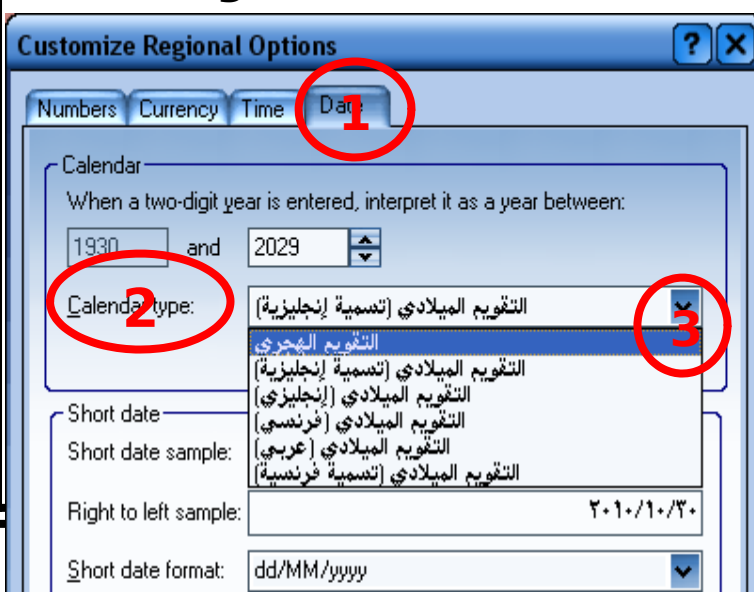 Customize Regional Options
Numbers Currency Time Date
1
Calendar
When a two-digit year is entered, interpret it as a year between:
1930 and 2029
Calendar type: التقويم الميلادي (تسمية إنجليزية)
2
3
التقويم الهجري
التقويم الميلادي (تسمية إنجليزية)
التقويم الميلادي (إنجليزي)
التقويم الميلادي (فرنسي)
التقويم الميلادي (عربي)
التقويم الميلادي (تسمية فرنسية)
Short date
Short date sample:
Right to left sample: ٢٠١٠/١٠/٣٠
Short date format: dd/MM/yyyy